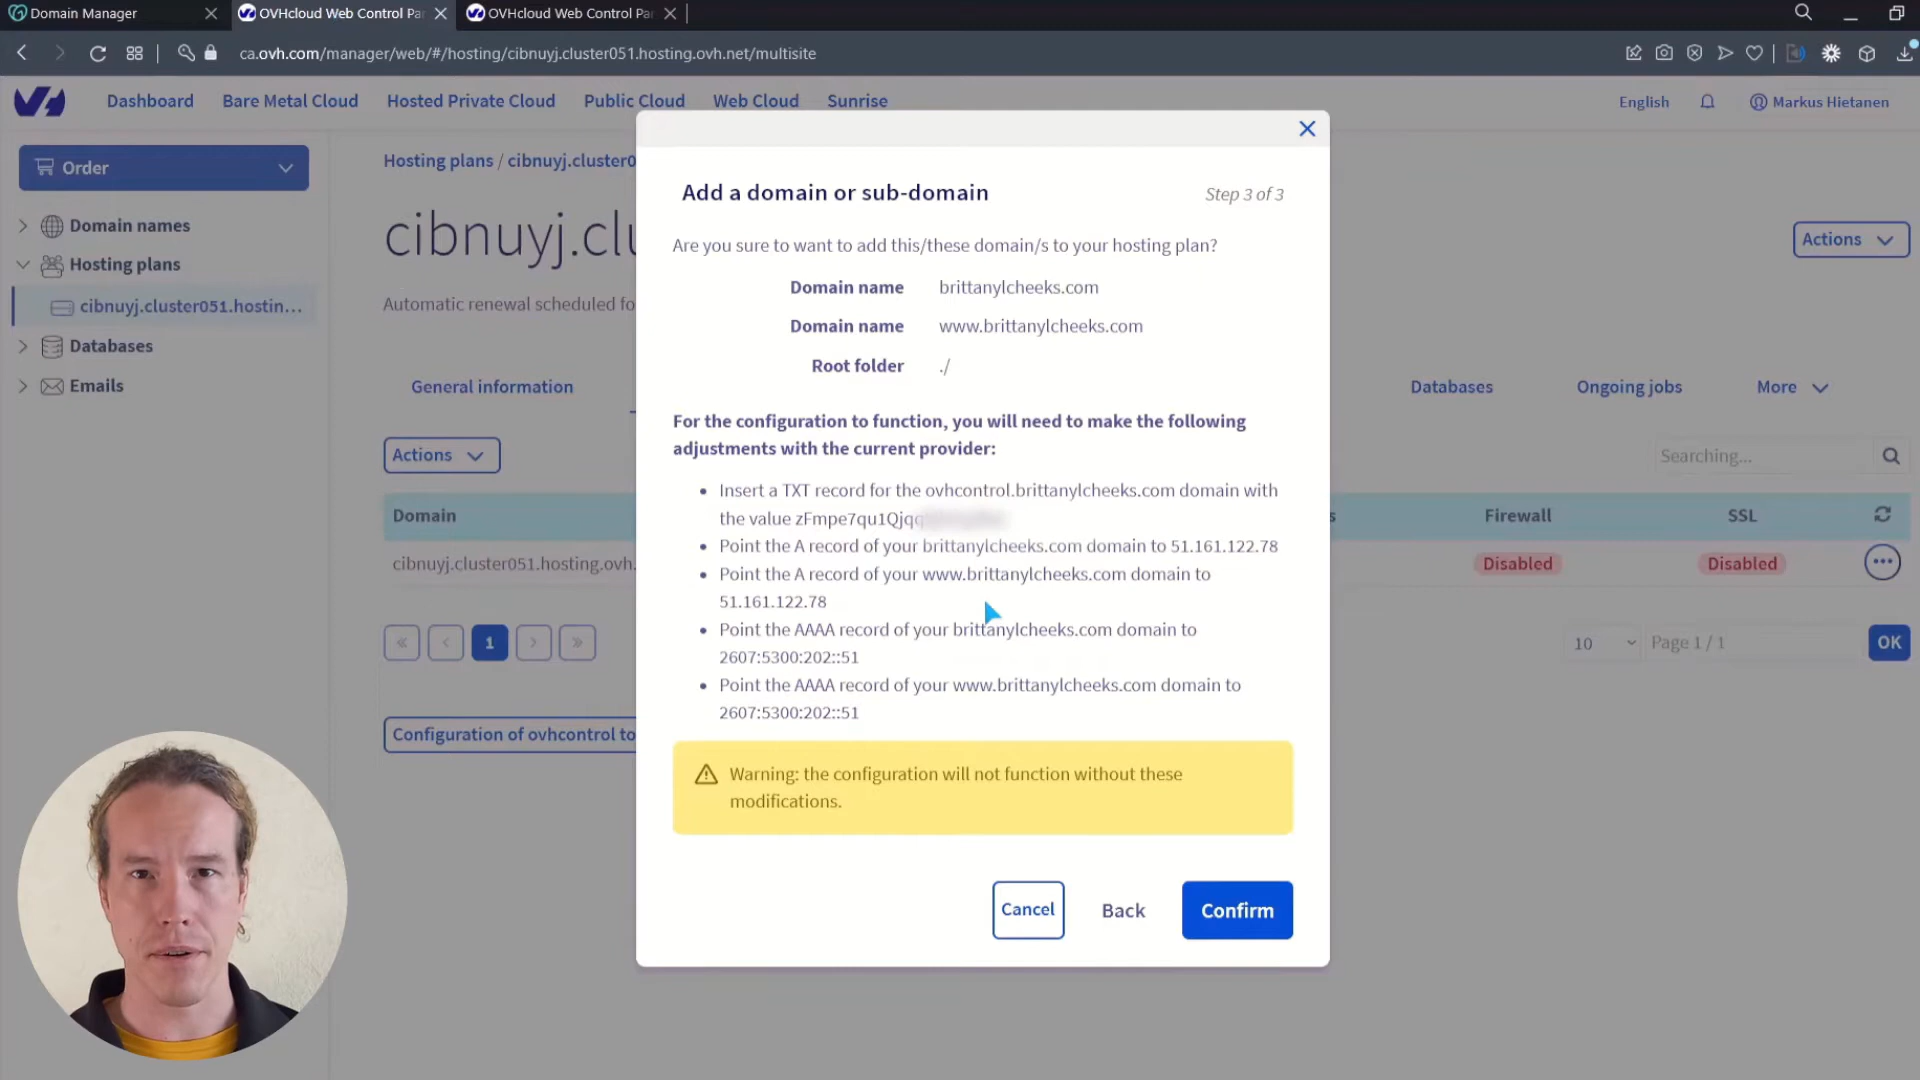 Domain Manager
OVHcloud Web Control Pa
OVHcloud Web Control Pa
ca.ovh.com/manager/web/#/hosting/cibnuyj.cluster051.hosting.ovh.net/multisite
Dashboard
Bare Metal Cloud
Hosted Private Cloud
Public Cloud
Web Cloud
Sunrise
English
Markus Hietanen
Order
Domain names
Hosting plans
cibnuyj.cluster051.hostin...
Databases
Emails
Hosting plans / cibnuyj.cluster0
cibnuyj.clu
Actions
Automatic renewal scheduled fo
General information
Databases
Ongoing jobs
More
Actions
Searching...
Domain
s
Firewall
SSL
cibnuyj.cluster051.hosting.ovh.
Disabled
Disabled
«
‹
1
›
»
10
Page 1 / 1
OK
Configuration of ovhcontrol to
Add a domain or sub-domain
Step 3 of 3
Are you sure to want to add this/these domain/s to your hosting plan?
Domain name brittanylcheeks.com
Domain name www.brittanylcheeks.com
Root folder ./
For the configuration to function, you will need to make the following
adjustments with the current provider:
• Insert a TXT record for the ovhcontrol.brittanylcheeks.com domain with
the value zFmpe7qu1Qjqq
• Point the A record of your brittanylcheeks.com domain to 51.161.122.78
• Point the A record of your www.brittanylcheeks.com domain to
51.161.122.78
• Point the AAAA record of your brittanylcheeks.com domain to
2607:5300:202::51
• Point the AAAA record of your www.brittanylcheeks.com domain to
2607:5300:202::51
Warning: the configuration will not function without these
modifications.
Cancel
Back
Confirm